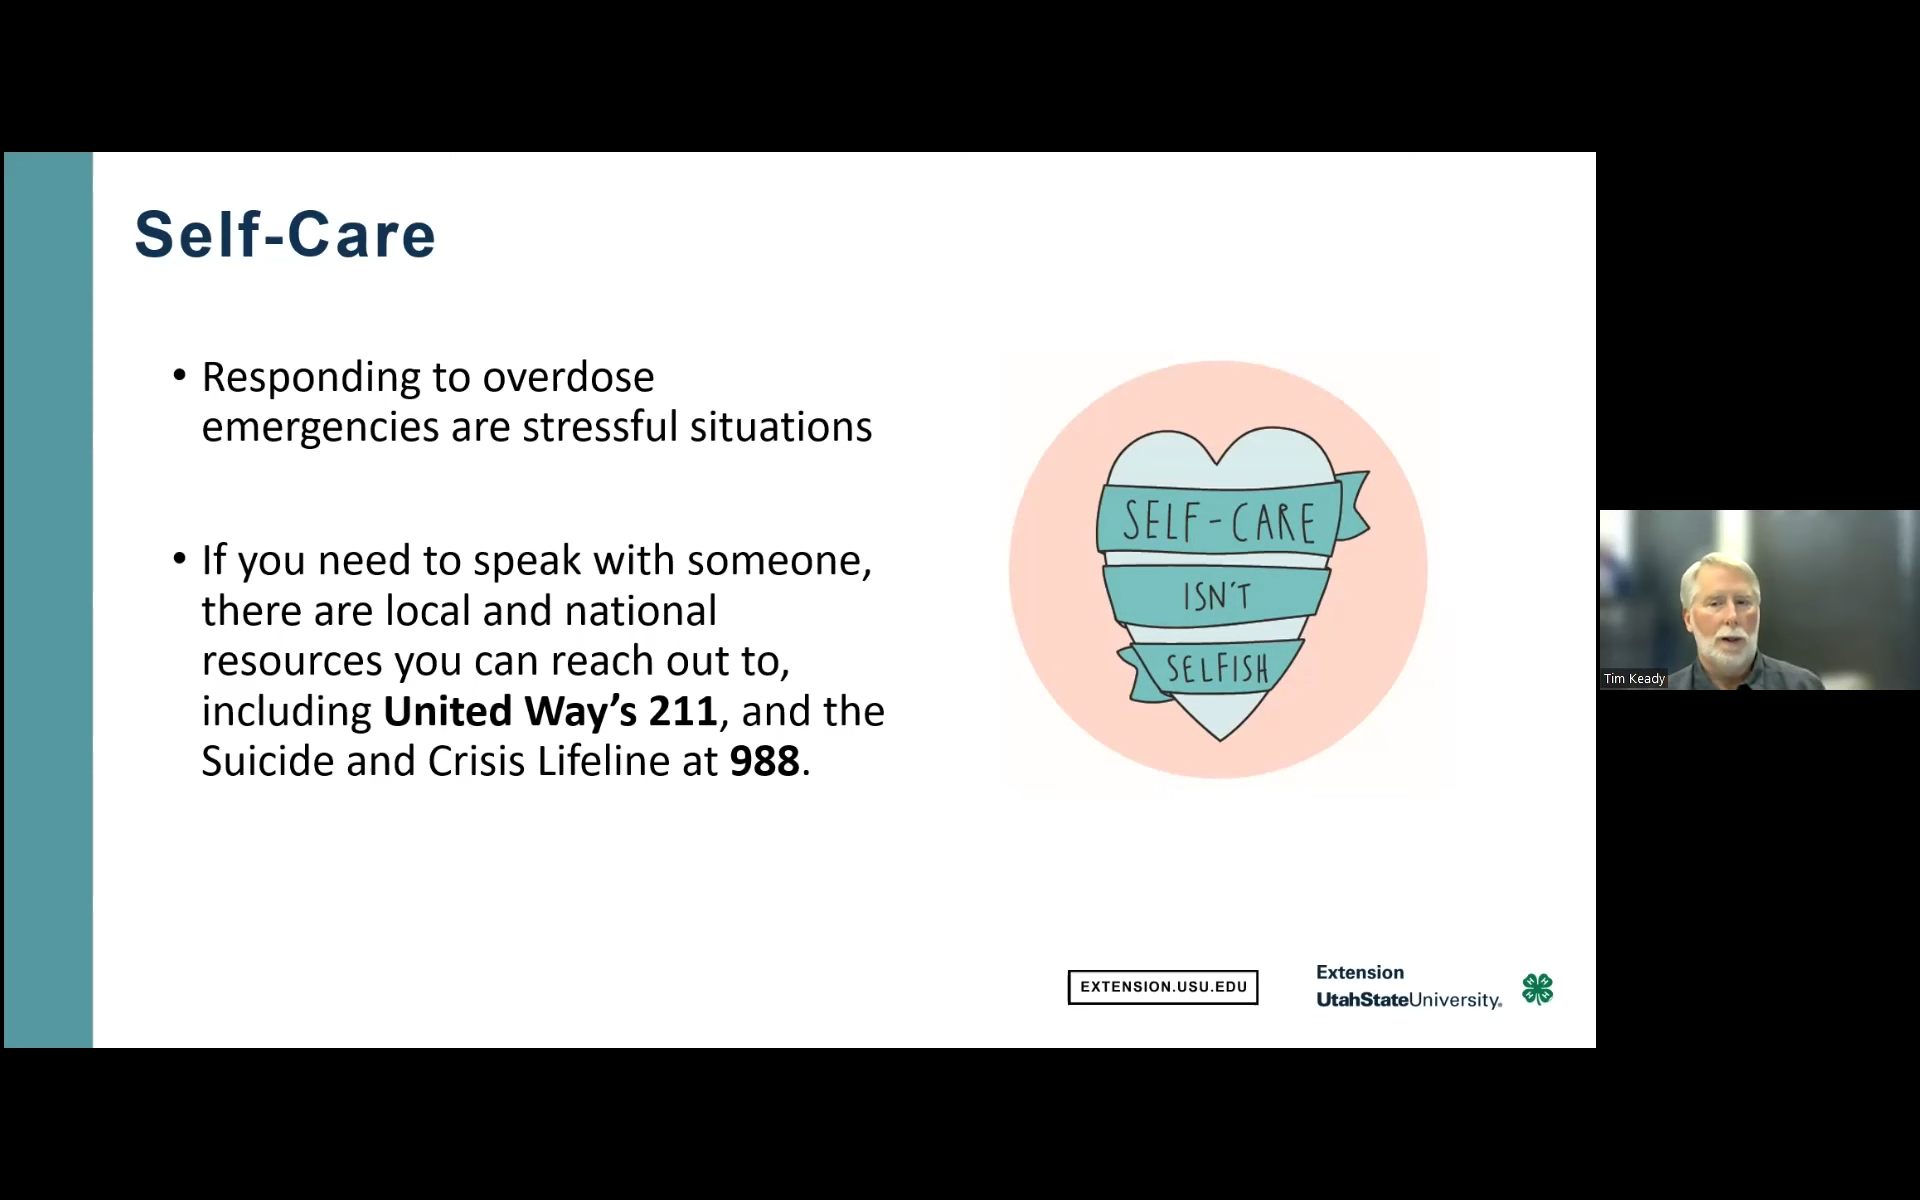 Self-Care
• Responding to overdose
emergencies are stressful situations
• If you need to speak with someone,
there are local and national
resources you can reach out to,
including United Way’s 211, and the
Suicide and Crisis Lifeline at 988.
SELF-CARE
ISN'T
SELFISH
Tim Keady
EXTENSION.USU.EDU
Extension
UtahStateUniversity®